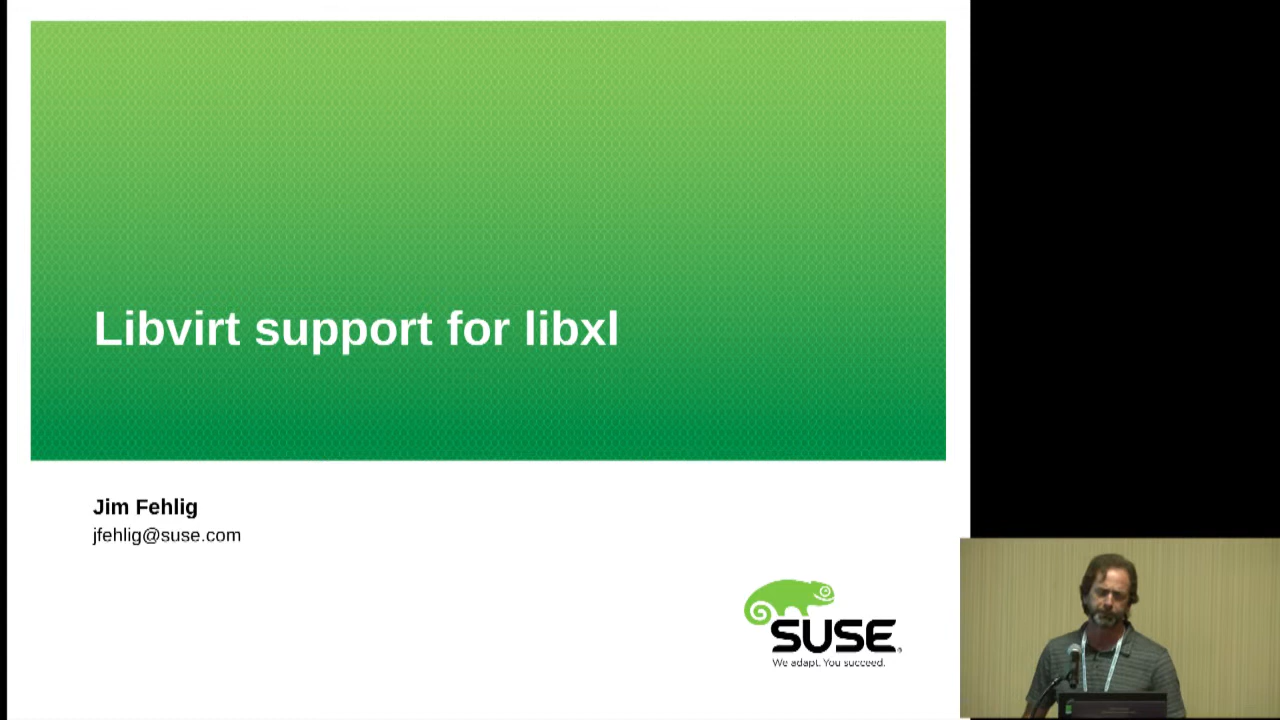 Libvirt support for libxl
Jim Fehlig
jfehlig@suse.com
SUSE
We adapt. You succeed.